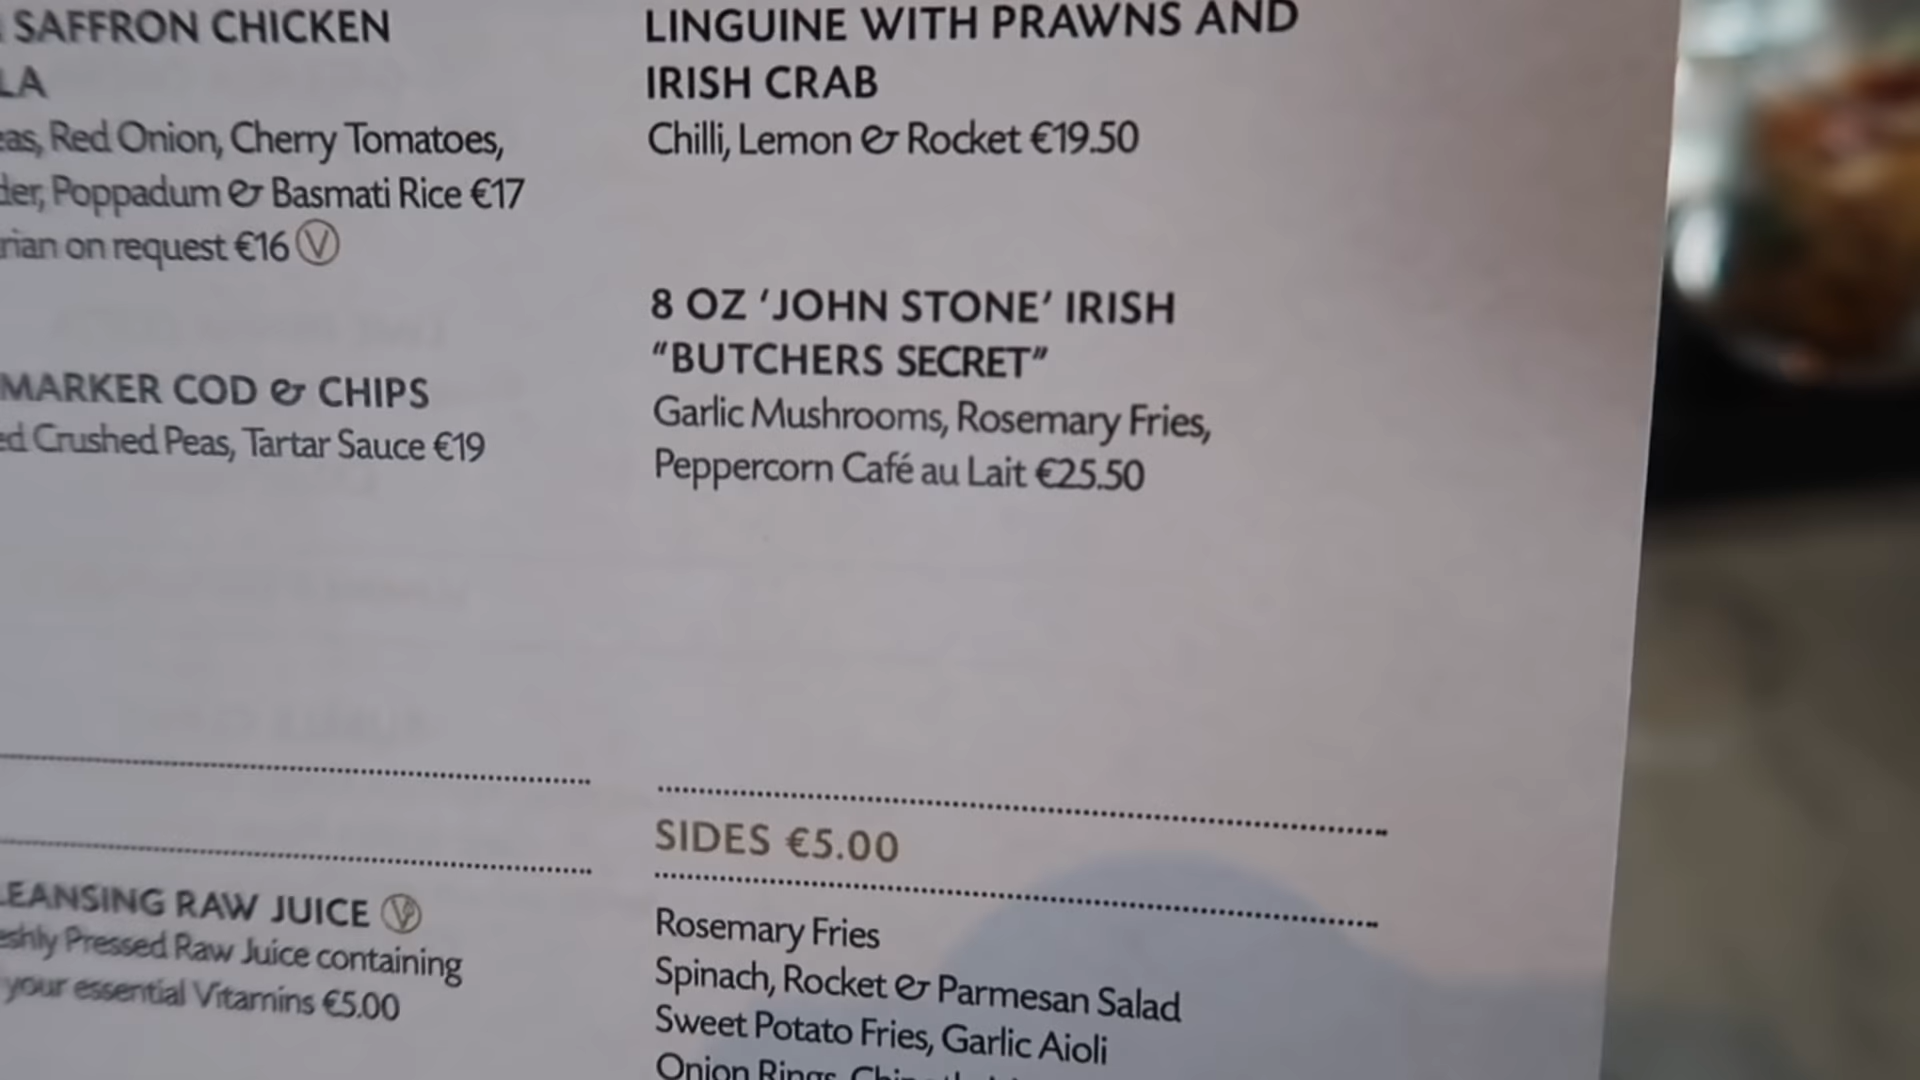 SAFFRON CHICKEN
LA
eas, Red Onion, Cherry Tomatoes,
der, Poppadum & Basmati Rice €17
rian on request €16 V
MARKER COD & CHIPS
ed Crushed Peas, Tartar Sauce €19
LEANSING RAW JUICE V
eshly Pressed Raw Juice containing
your essential Vitamins €5.00
LINGUINE WITH PRAWNS AND
IRISH CRAB
Chilli, Lemon & Rocket €19.50
8 OZ ‘JOHN STONE’ IRISH
“BUTCHERS SECRET”
Garlic Mushrooms, Rosemary Fries,
Peppercorn Café au Lait €25.50
SIDES €5.00
Rosemary Fries
Spinach, Rocket & Parmesan Salad
Sweet Potato Fries, Garlic Aioli
Onion Rings,